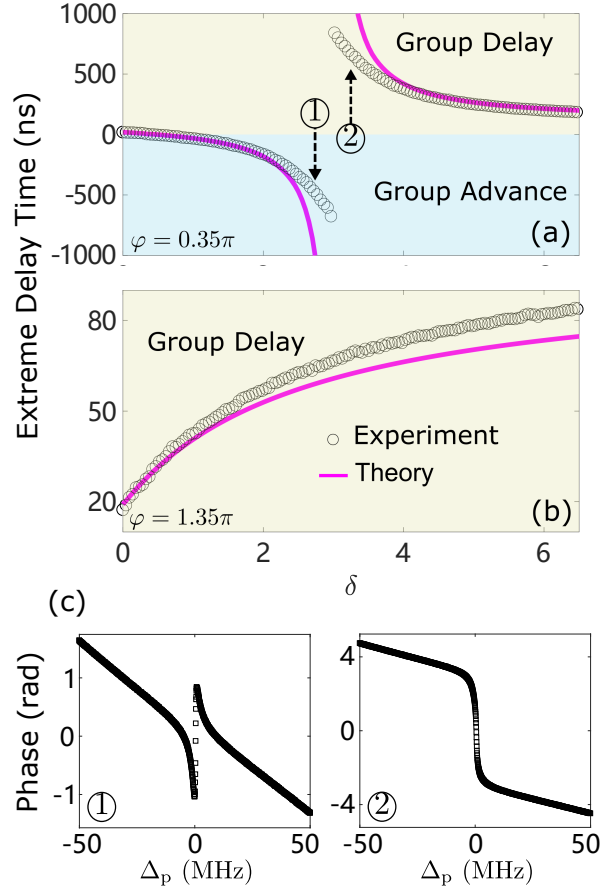 1000
500
0
-500
-1000
Group Delay
①
②
Group Advance
φ = 0.35π
(a)
Extreme Delay Time (ns)
80
50
20
Group Delay
Experiment
Theory
φ = 1.35π
(b)
0 2 4 6
δ
(c)
Phase (rad)
1
0
-1
①
-50 0 50
Δp (MHz)
4
0
-4
②
-50 0 50
Δp (MHz)